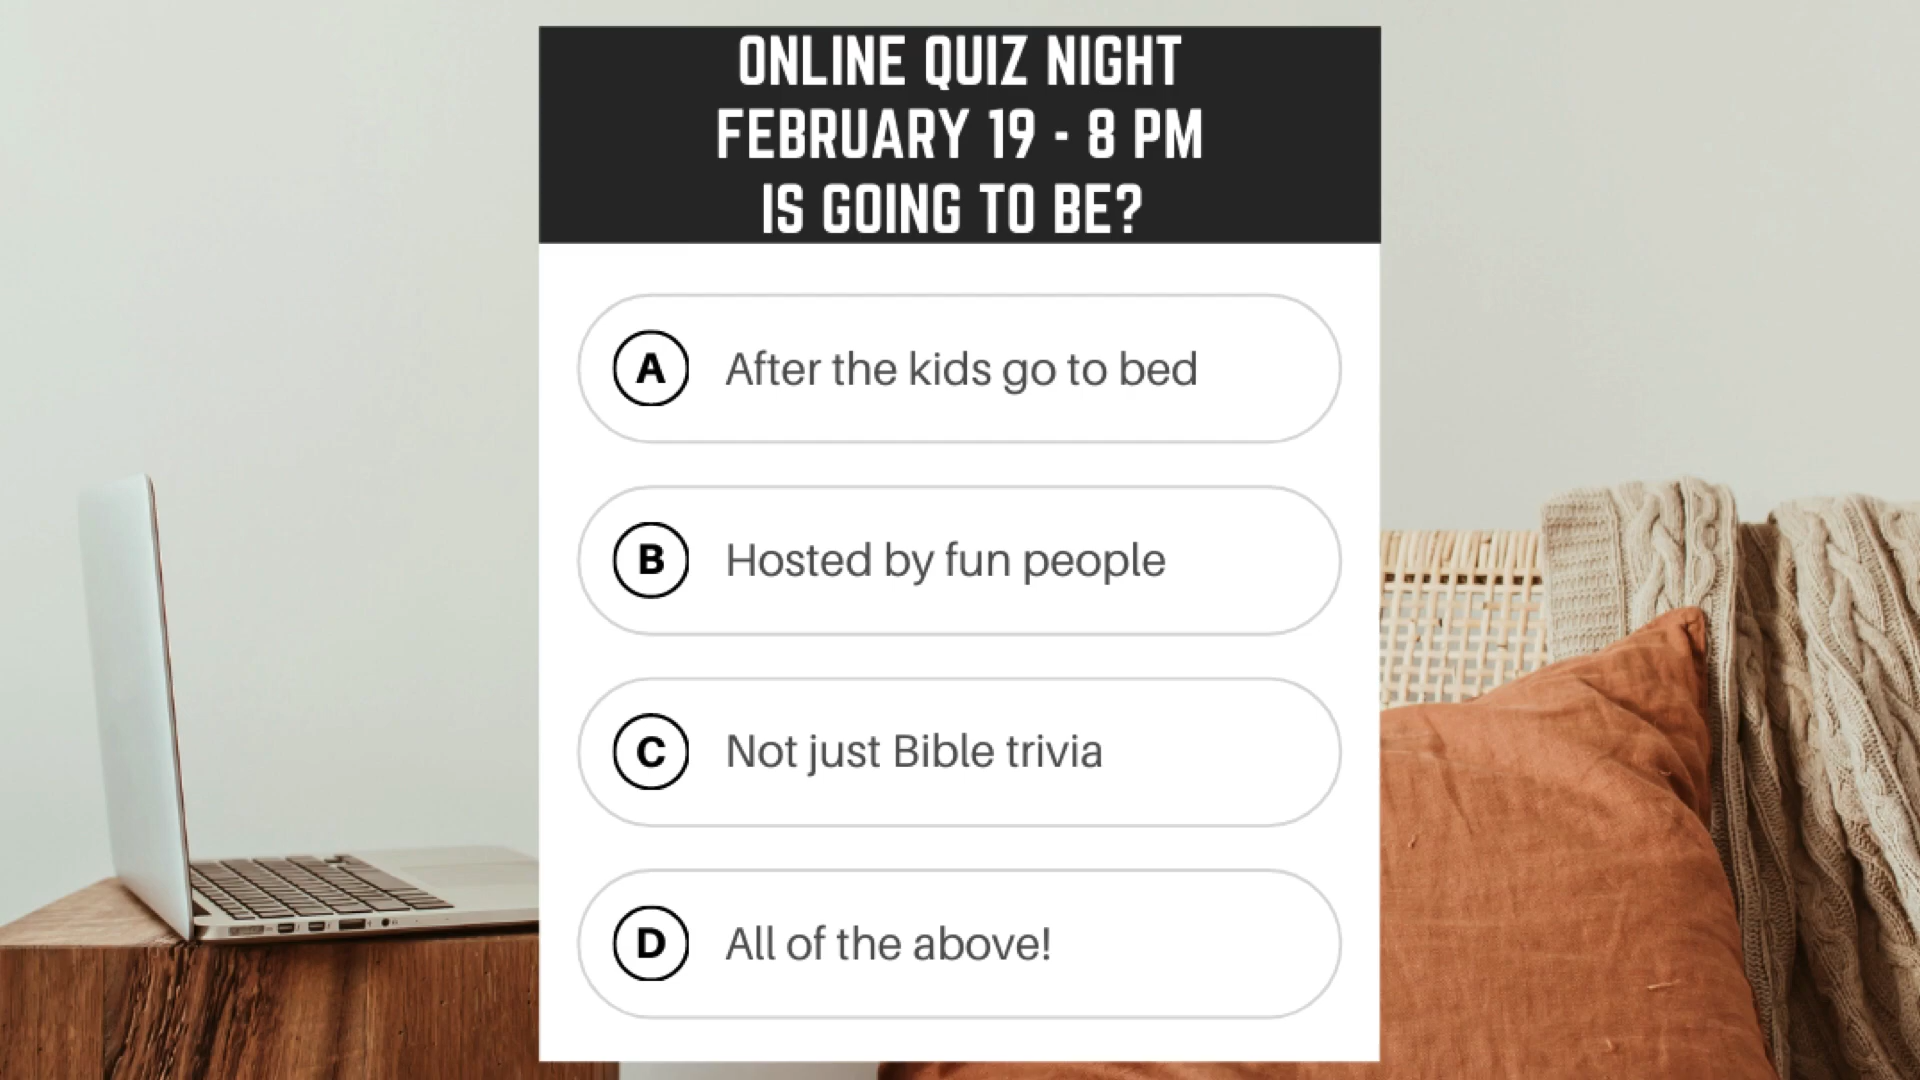 ONLINE QUIZ NIGHT
FEBRUARY 19 - 8 PM
IS GOING TO BE?
A After the kids go to bed
B Hosted by fun people
C Not just Bible trivia
D All of the above!